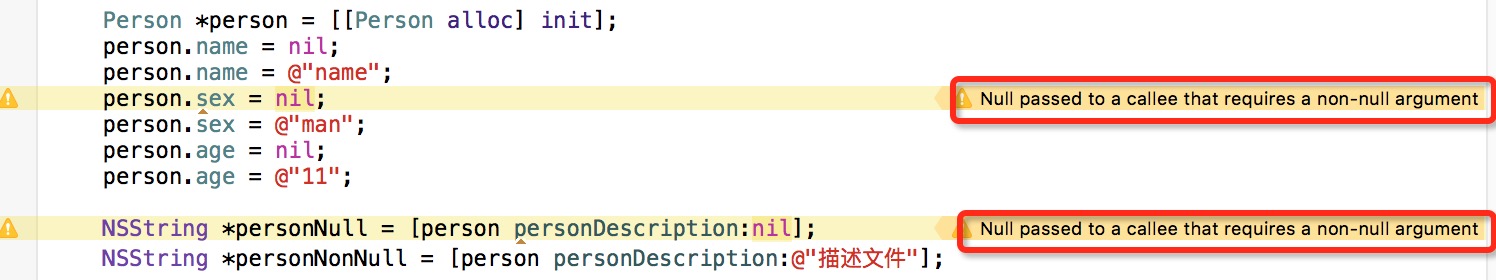 Person *person = [[Person alloc] init];
person.name = nil;
person.name = @"name";
person.sex = nil; Null passed to a callee that requires a non-null argument
person.sex = @"man";
person.age = nil;
person.age = @"11";
NSString *personNull = [person personDescription:nil]; Null passed to a callee that requires a non-null argument
NSString *personNonNull = [person personDescription:@"描述文件"];